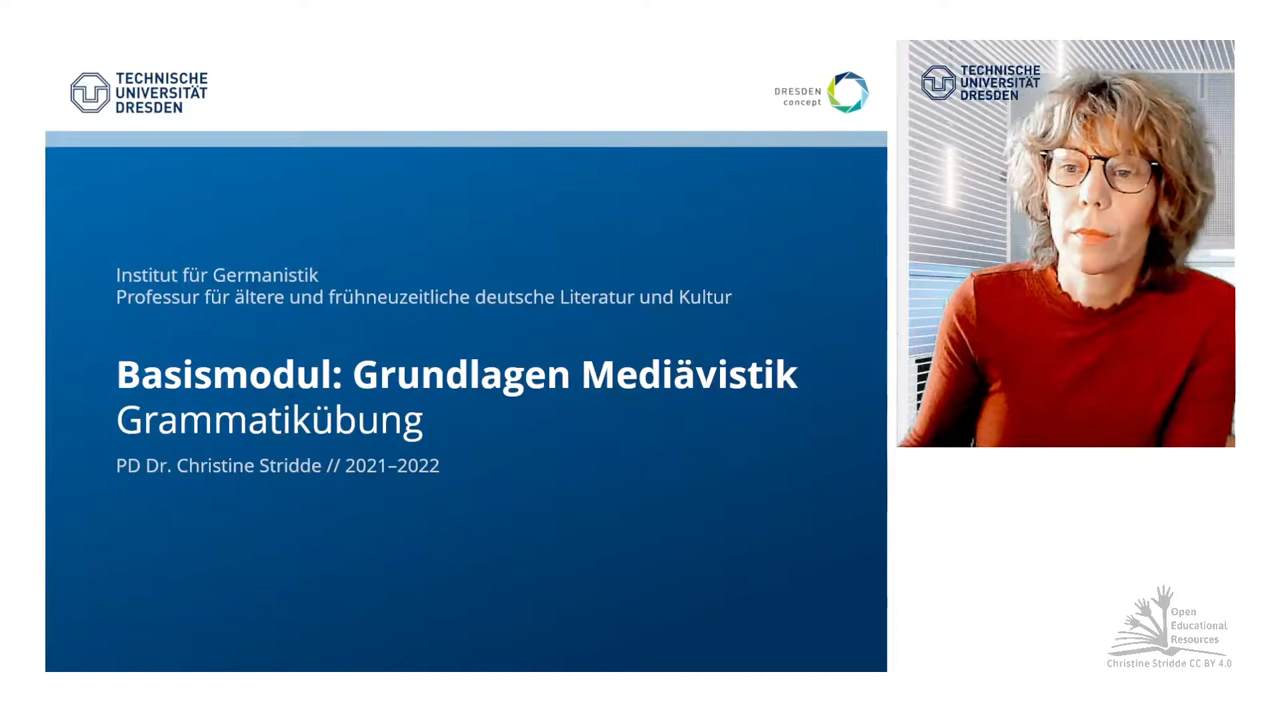 TECHNISCHE
UNIVERSITÄT
DRESDEN
DRESDEN
concept
Institut für Germanistik
Professur für ältere und frühneuzeitliche deutsche Literatur und Kultur
Basismodul: Grundlagen Mediävistik
Grammatikübung
PD Dr. Christine Stridde // 2021–2022
TECHNISCHE
UNIVERSITÄT
DRESDEN
Open
Educational
Resources
Christine Stridde CC BY 4.0